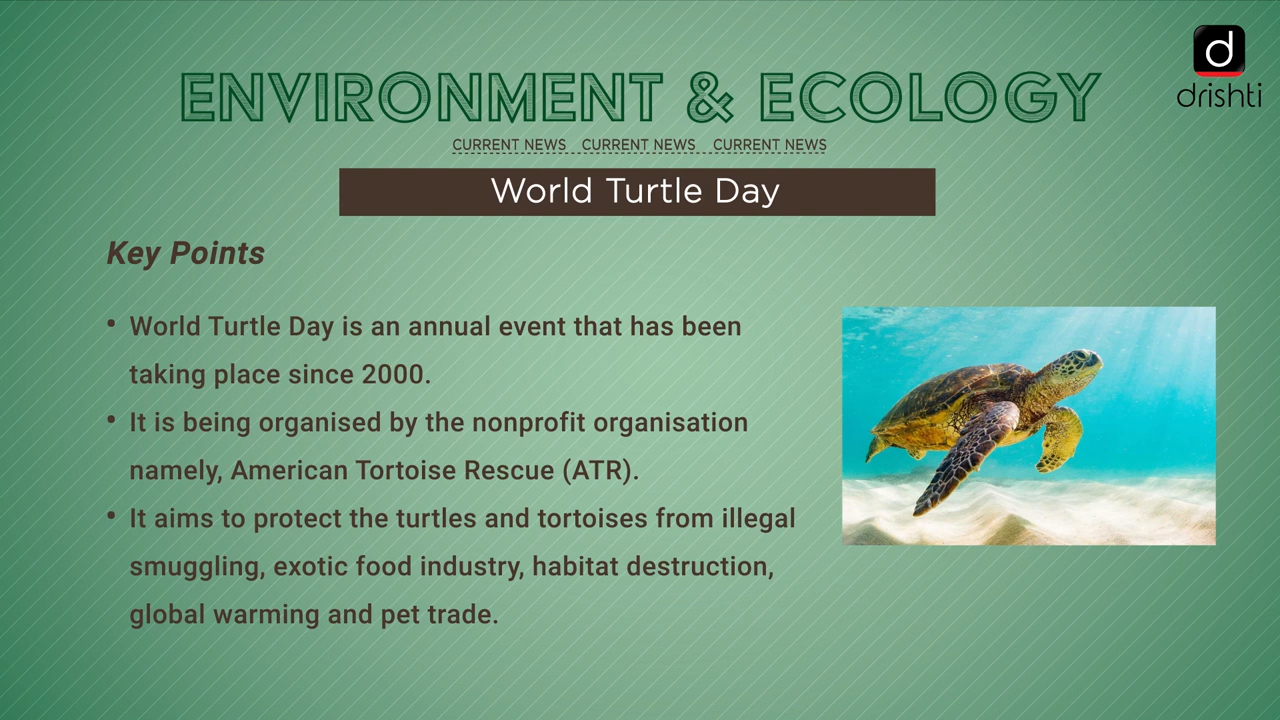 d
drishti
ENVIRONMENT & ECOLOGY
CURRENT NEWS CURRENT NEWS CURRENT NEWS
World Turtle Day
Key Points
• World Turtle Day is an annual event that has been
taking place since 2000.
• It is being organised by the nonprofit organisation
namely, American Tortoise Rescue (ATR).
• It aims to protect the turtles and tortoises from illegal
smuggling, exotic food industry, habitat destruction,
global warming and pet trade.